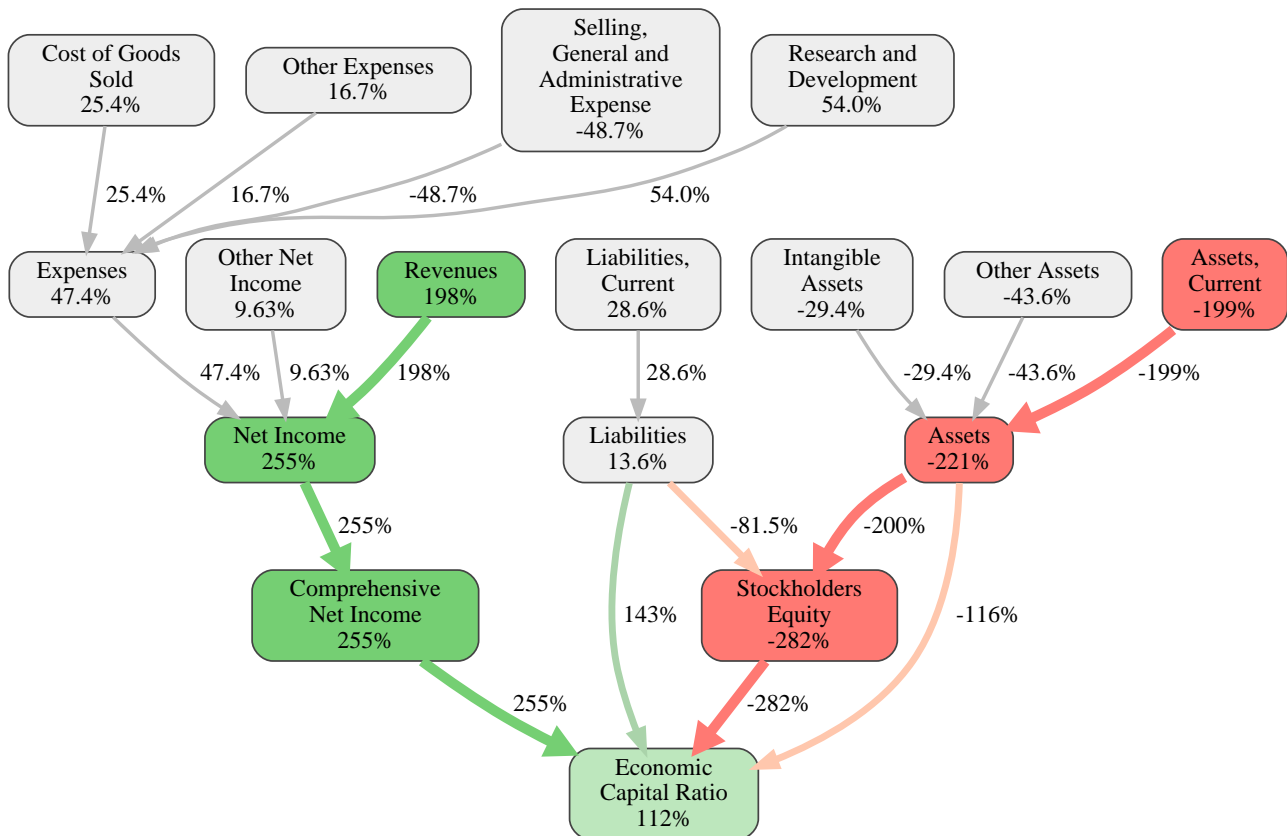 Cost of Goods
Sold
25.4%
Other Expenses
16.7%
Selling,
General and
Administrative
Expense
-48.7%
Research and
Development
54.0%
25.4%
16.7%
-48.7%
54.0%
Expenses
47.4%
Other Net
Income
9.63%
Revenues
198%
Liabilities,
Current
28.6%
Intangible
Assets
-29.4%
Other Assets
-43.6%
Assets,
Current
-199%
47.4%
9.63%
198%
28.6%
-29.4%
-43.6%
-199%
Net Income
255%
Liabilities
13.6%
Assets
-221%
255%
-81.5%
-200%
Comprehensive
Net Income
255%
143%
Stockholders
Equity
-282%
-116%
255%
-282%
Economic
Capital Ratio
112%